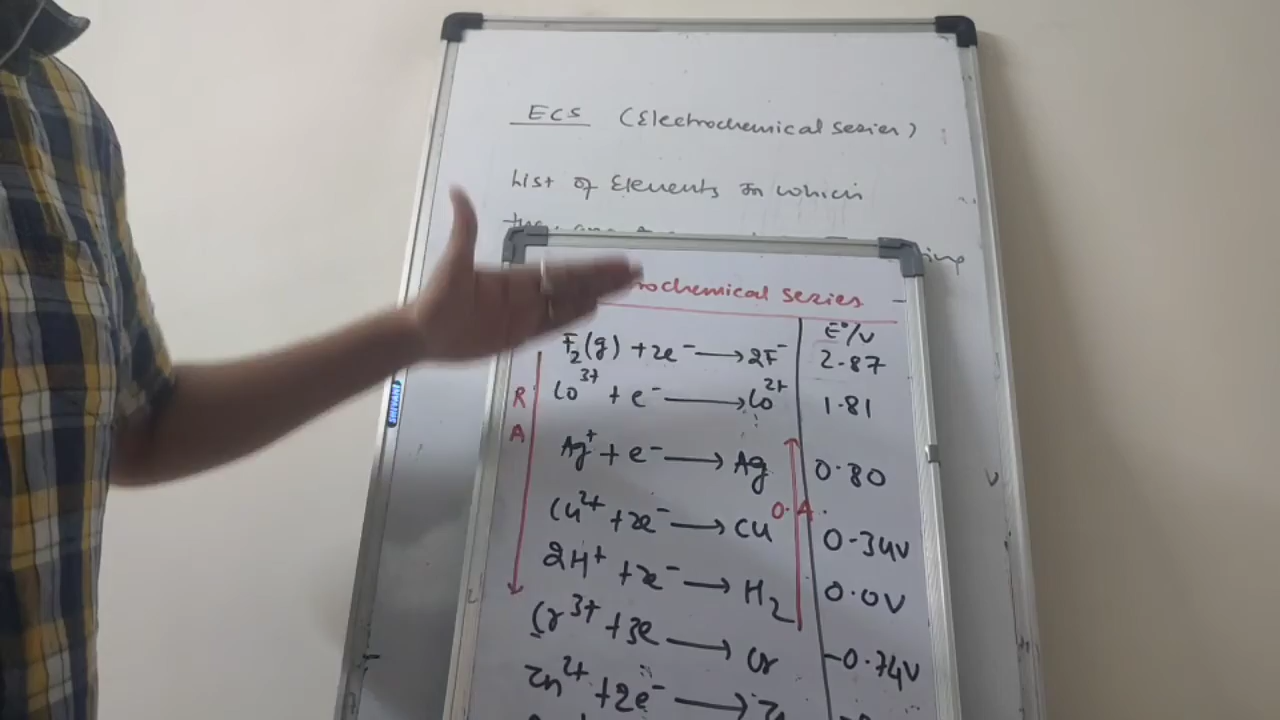 ECS (Electrochemical series)
List of Elements in which
rochemical series
E°/V
F₂(g) + 2e⁻ → 2F⁻ 2.87
Co³⁺ + e⁻ → Co²⁺ 1.81
Ag⁺ + e⁻ → Ag 0.80
Cu²⁺ + 2e⁻ → Cu 0.34V
2H⁺ + 2e⁻ → H₂ 0.0V
Cr³⁺ + 3e → Cr -0.74V
Zn²⁺ + 2e⁻ →
R
A
O.A.
SHIVANI